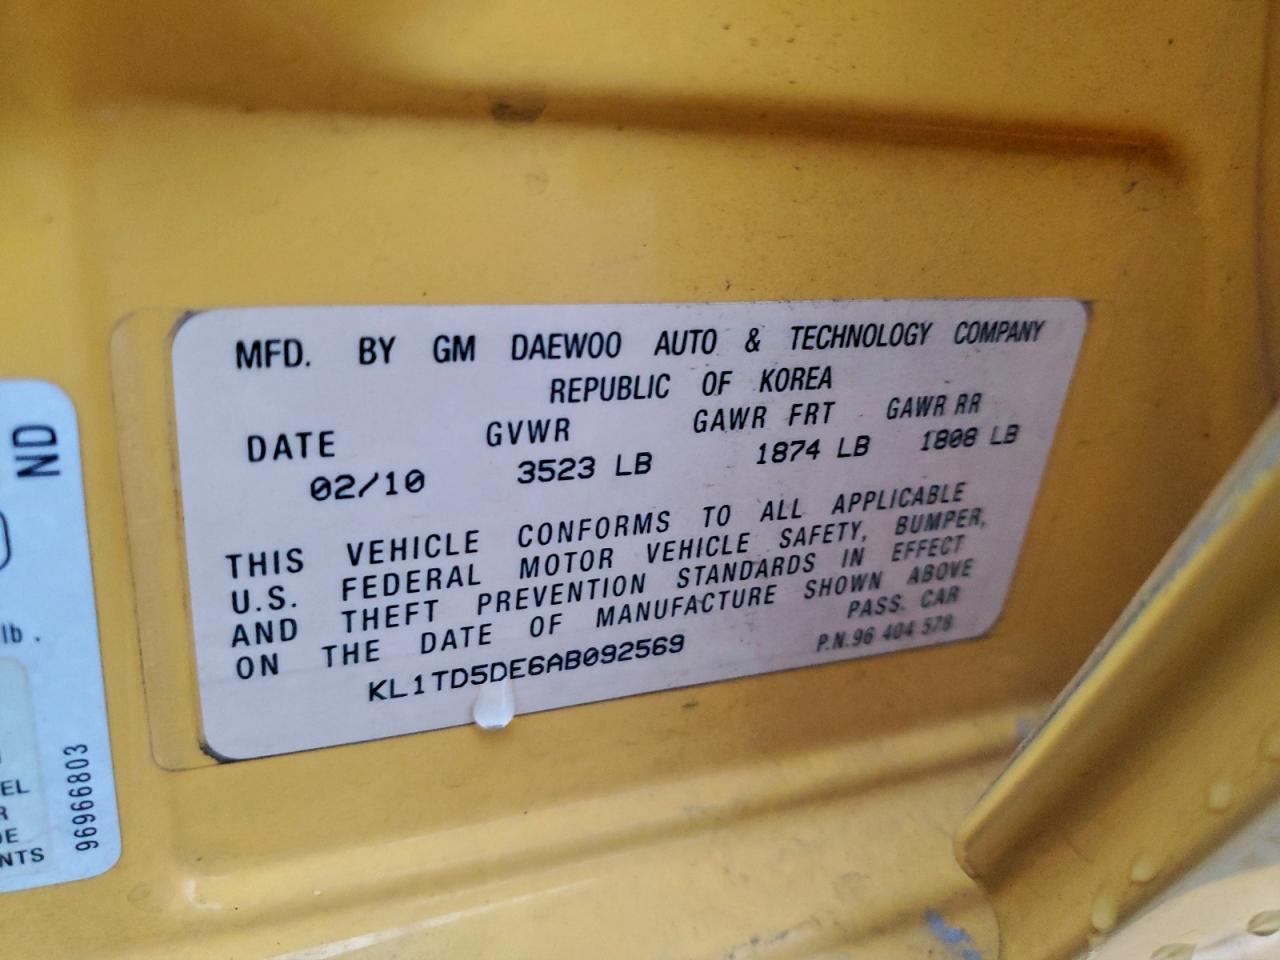 MFD. BY GM DAEWOO AUTO & TECHNOLOGY COMPANY
REPUBLIC OF KOREA
DATE GVWR GAWR FRT GAWR RR
02/10 3523 LB 1874 LB 1808 LB
THIS VEHICLE CONFORMS TO ALL APPLICABLE
U.S. FEDERAL MOTOR VEHICLE SAFETY, BUMPER,
AND THEFT PREVENTION STANDARDS IN EFFECT
ON THE DATE OF MANUFACTURE SHOWN ABOVE
PASS. CAR
KL1TD5DE6AB092569
P.N.96 404 578
ND
lb.
EL
R
DE
NTS
96966803